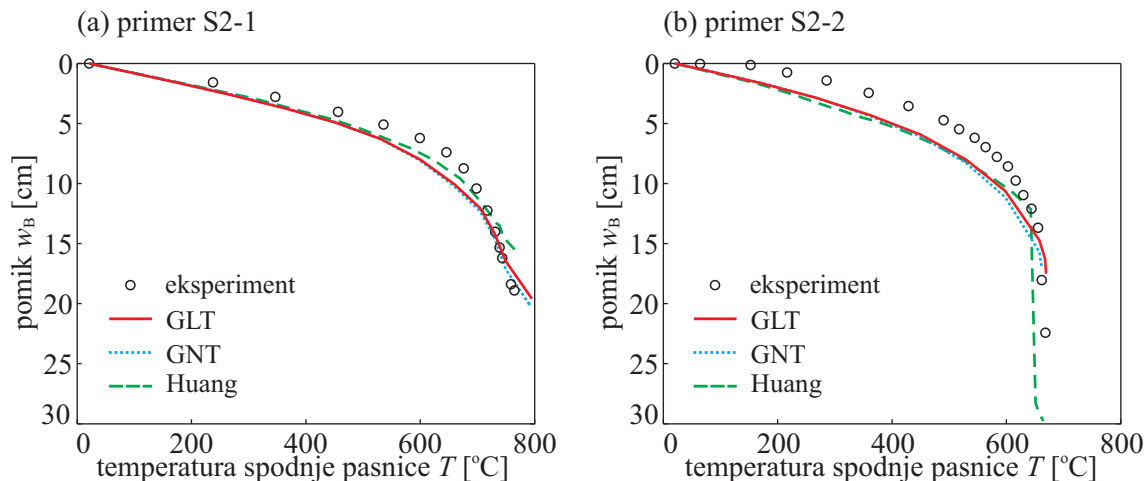 (a) primer S2-1
0
5
10
15
20
25
30
pomik wB [cm]
eksperiment
GLT
GNT
Huang
0 200 400 600 800
temperatura spodnje pasnice T [°C]
(b) primer S2-2
0
5
10
15
20
25
30
pomik wB [cm]
eksperiment
GLT
GNT
Huang
0 200 400 600 800
temperatura spodnje pasnice T [°C]